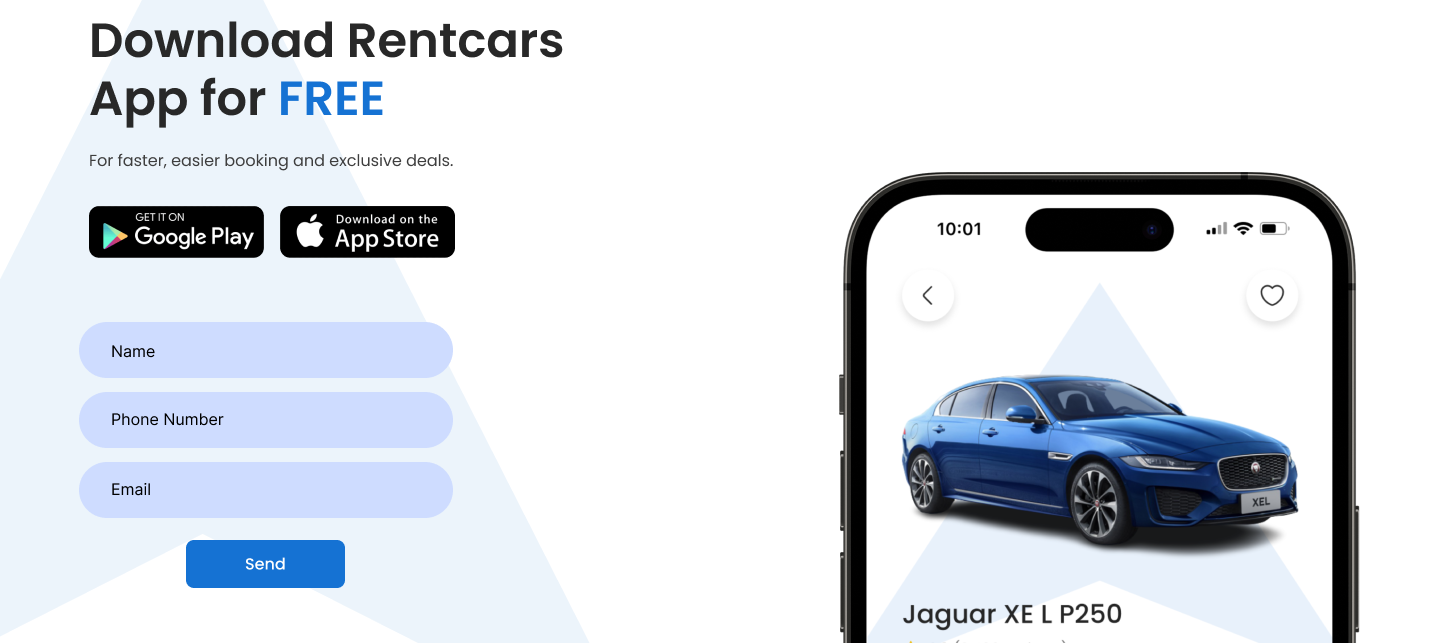 Download Rentcars
App for FREE
For faster, easier booking and exclusive deals.
GET IT ON
Google Play
Download on the
App Store
Name
Phone Number
Email
Send
10:01
XEL
Jaguar XE L P250